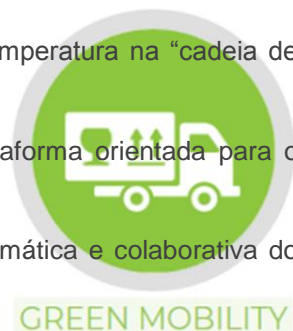 mperatura na “cadeia de
aforma orientada para o
mática e colaborativa do
GREEN MOBILITY